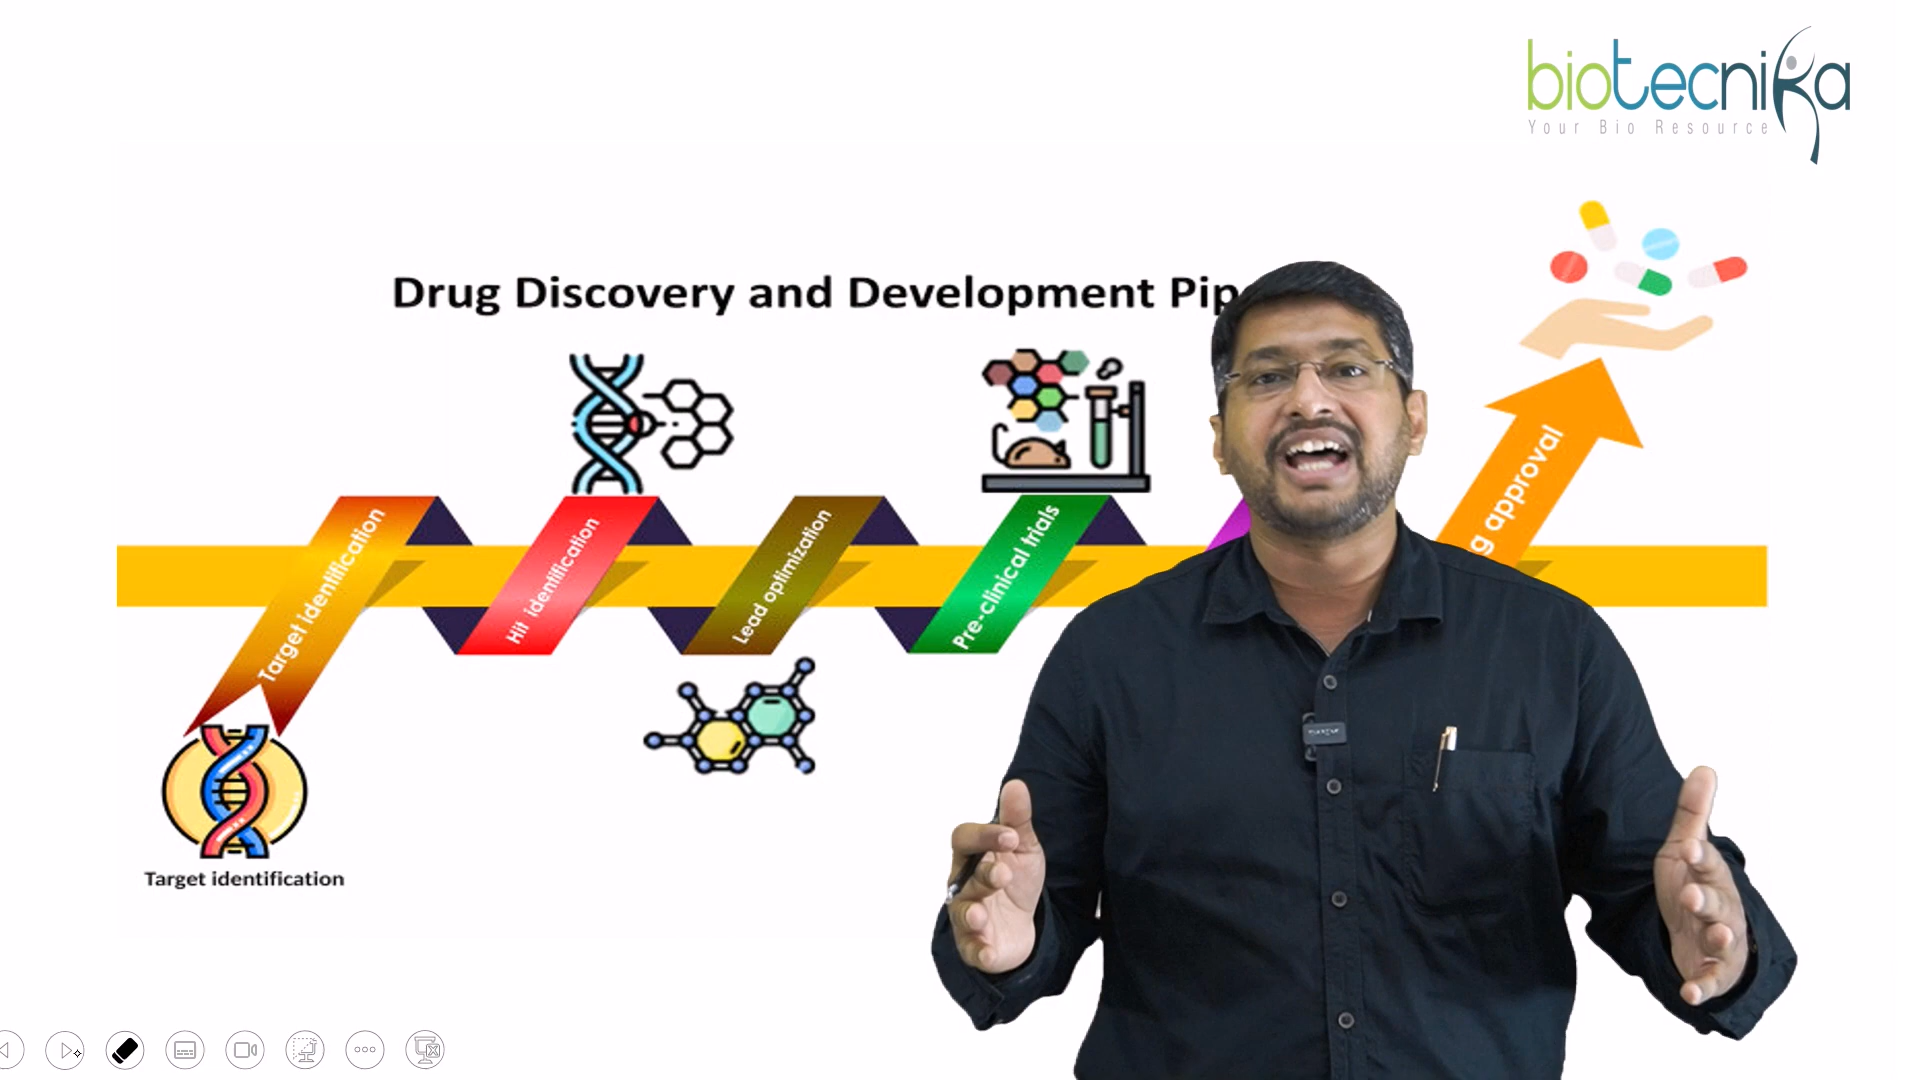 biotecnika
Your Bio Resource
Drug Discovery and Development Pip
Target identification
Hit identification
Lead optimization
Pre-clinical trials
g approval
Target identification